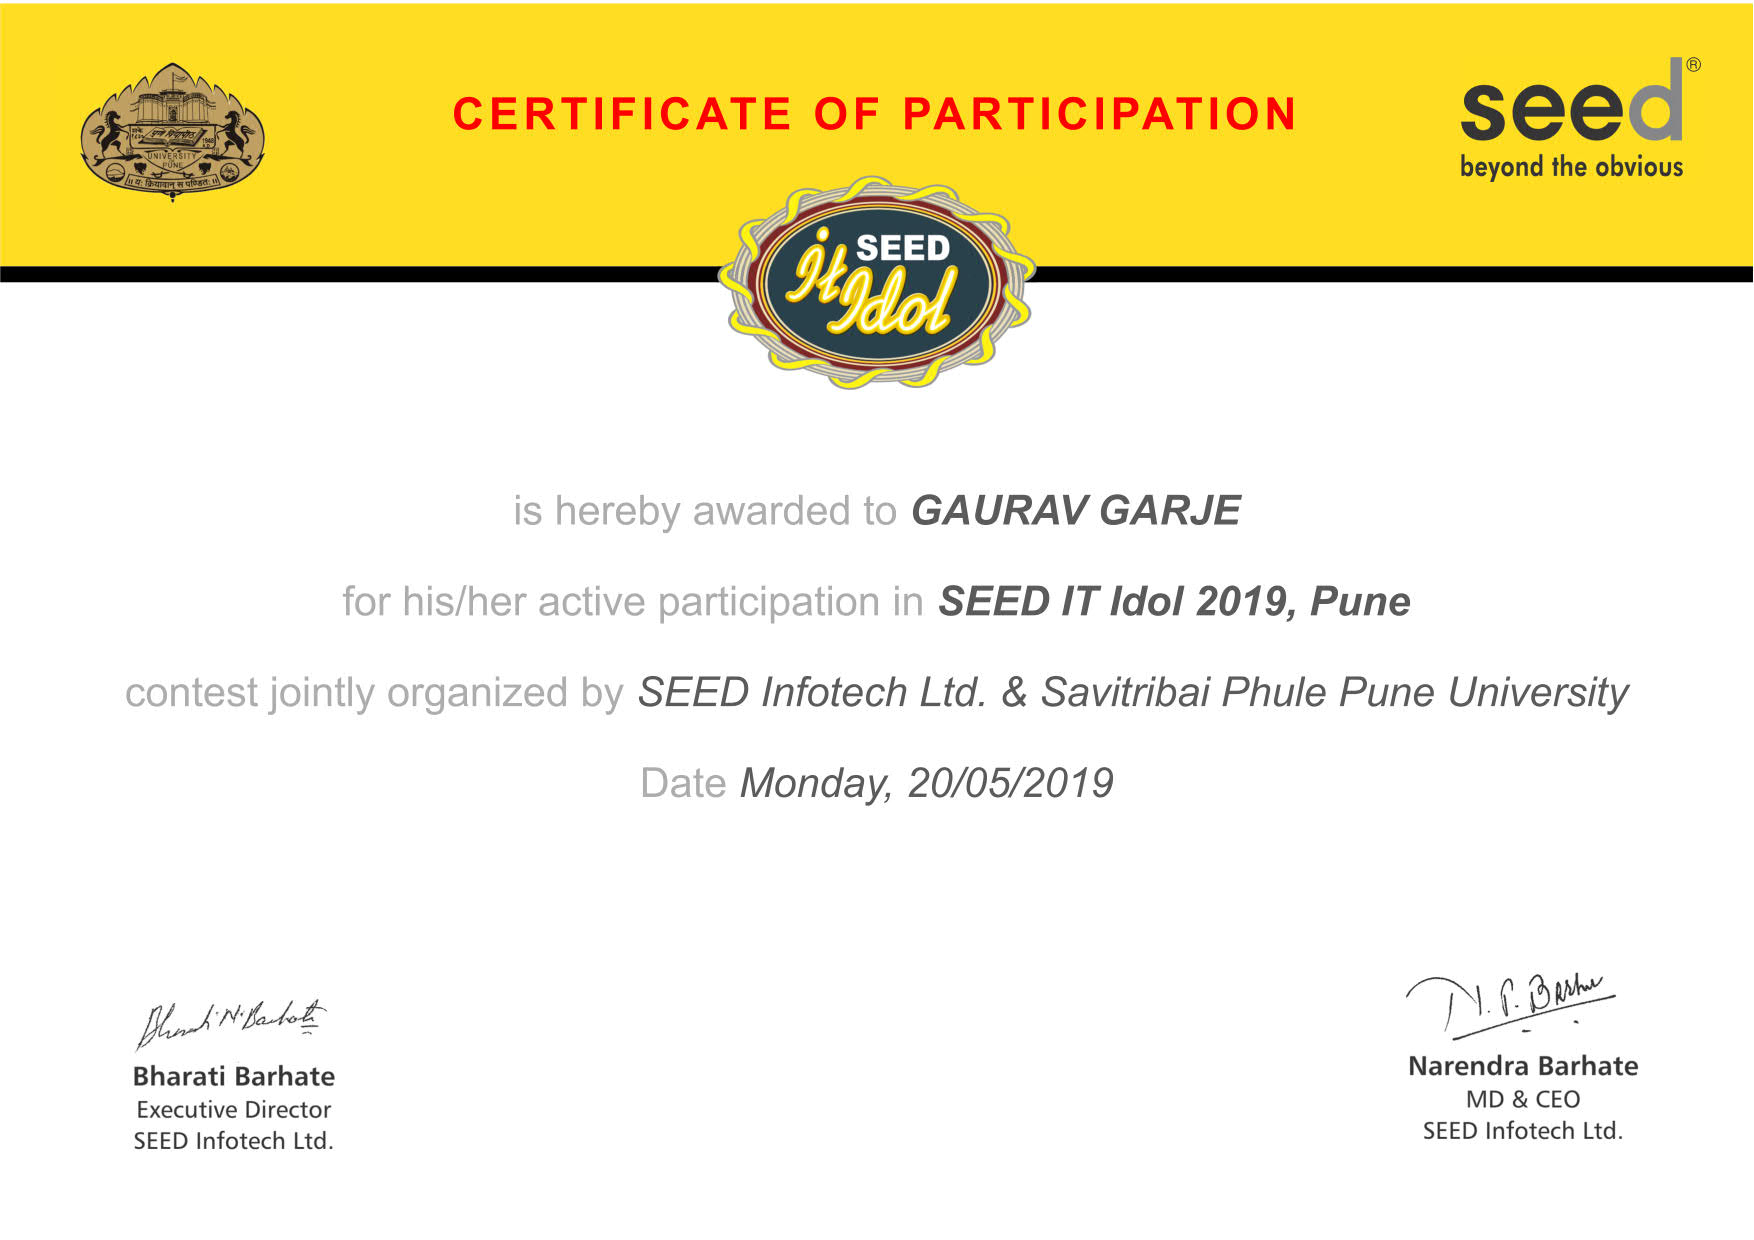 CERTIFICATE OF PARTICIPATION
UNIVERSITY
OF
PUNE
1948
A.D
पुणे विद्यापीठ
॥ य: क्रियावान् स पण्डित: ॥
seed®
beyond the obvious
SEED
it Idol
is hereby awarded to GAURAV GARJE
for his/her active participation in SEED IT Idol 2019, Pune
contest jointly organized by SEED Infotech Ltd. & Savitribai Phule Pune University
Date Monday, 20/05/2019
Bharati N. Barhate
Bharati Barhate
Executive Director
SEED Infotech Ltd.
N. P. Barhate
Narendra Barhate
MD & CEO
SEED Infotech Ltd.